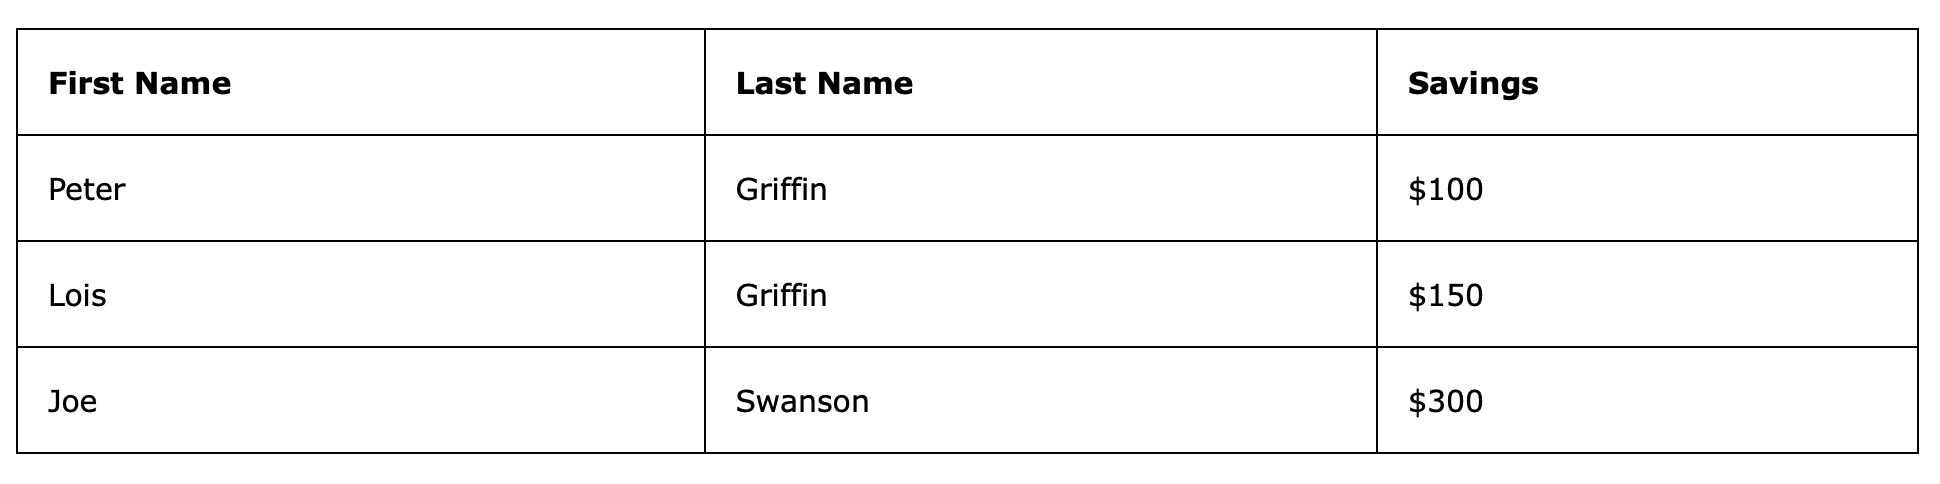 First Name Last Name Savings
Peter Griffin $100
Lois Griffin $150
Joe Swanson $300